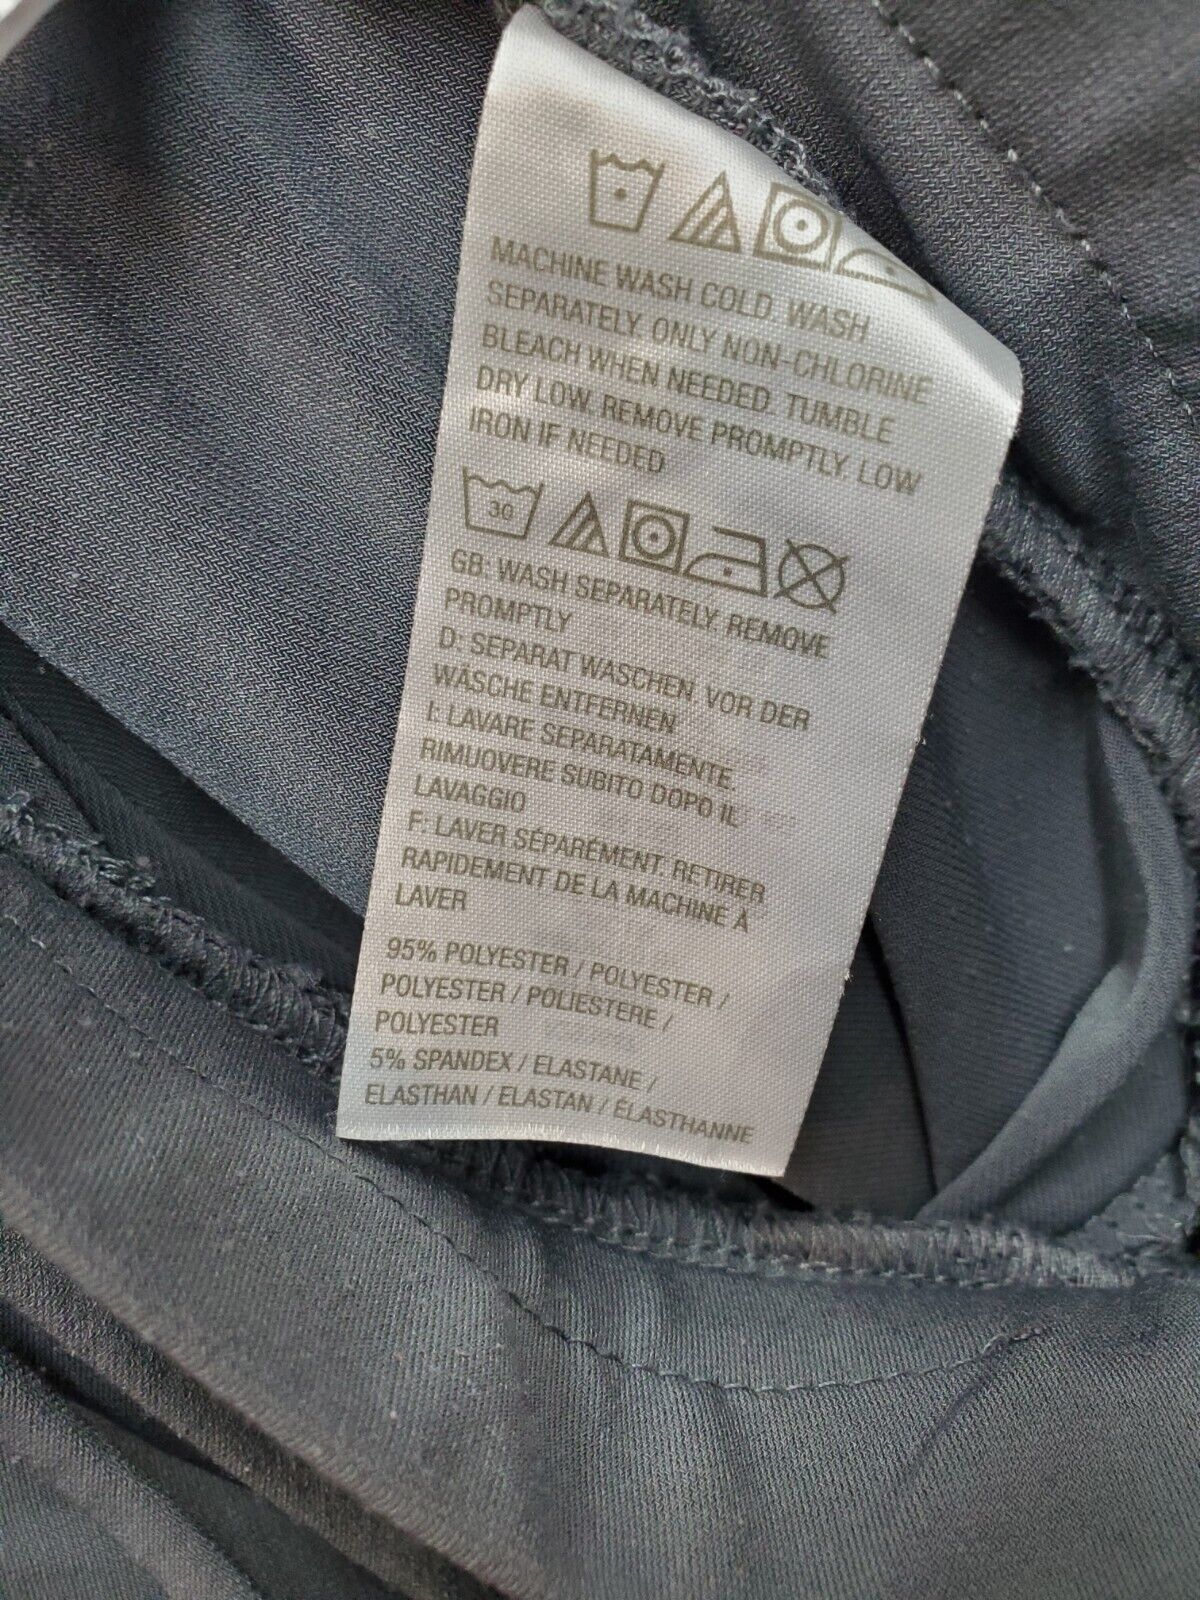 MACHINE WASH COLD. WASH
SEPARATELY. ONLY NON-CHLORINE
BLEACH WHEN NEEDED. TUMBLE
DRY LOW. REMOVE PROMPTLY. LOW
IRON IF NEEDED
30
GB: WASH SEPARATELY. REMOVE
PROMPTLY
D: SEPARAT WASCHEN. VOR DER
WÄSCHE ENTFERNEN
I: LAVARE SEPARATAMENTE.
RIMUOVERE SUBITO DOPO IL
LAVAGGIO
F: LAVER SÉPARÉMENT. RETIRER
RAPIDEMENT DE LA MACHINE À
LAVER
95% POLYESTER / POLYESTER /
POLYESTER / POLIESTERE /
POLYESTER
5% SPANDEX / ELASTANE /
ELASTHAN / ELASTAN / ÉLASTHANNE